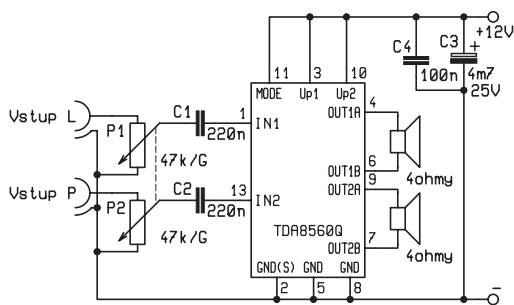 +12V
C4
C3
+
100n
4m7
25V
11
3
10
MODE
Up1
Up2
Vstup L
P1
C1
220n
1
IN1
OUT1A
4
47k/G
OUT1B
6
4ohmy
Vstup P
P2
C2
220n
13
IN2
OUT2A
9
47k/G
TDA8560Q
OUT2B
7
4ohmy
GND(S)
GND
GND
2
5
8
-